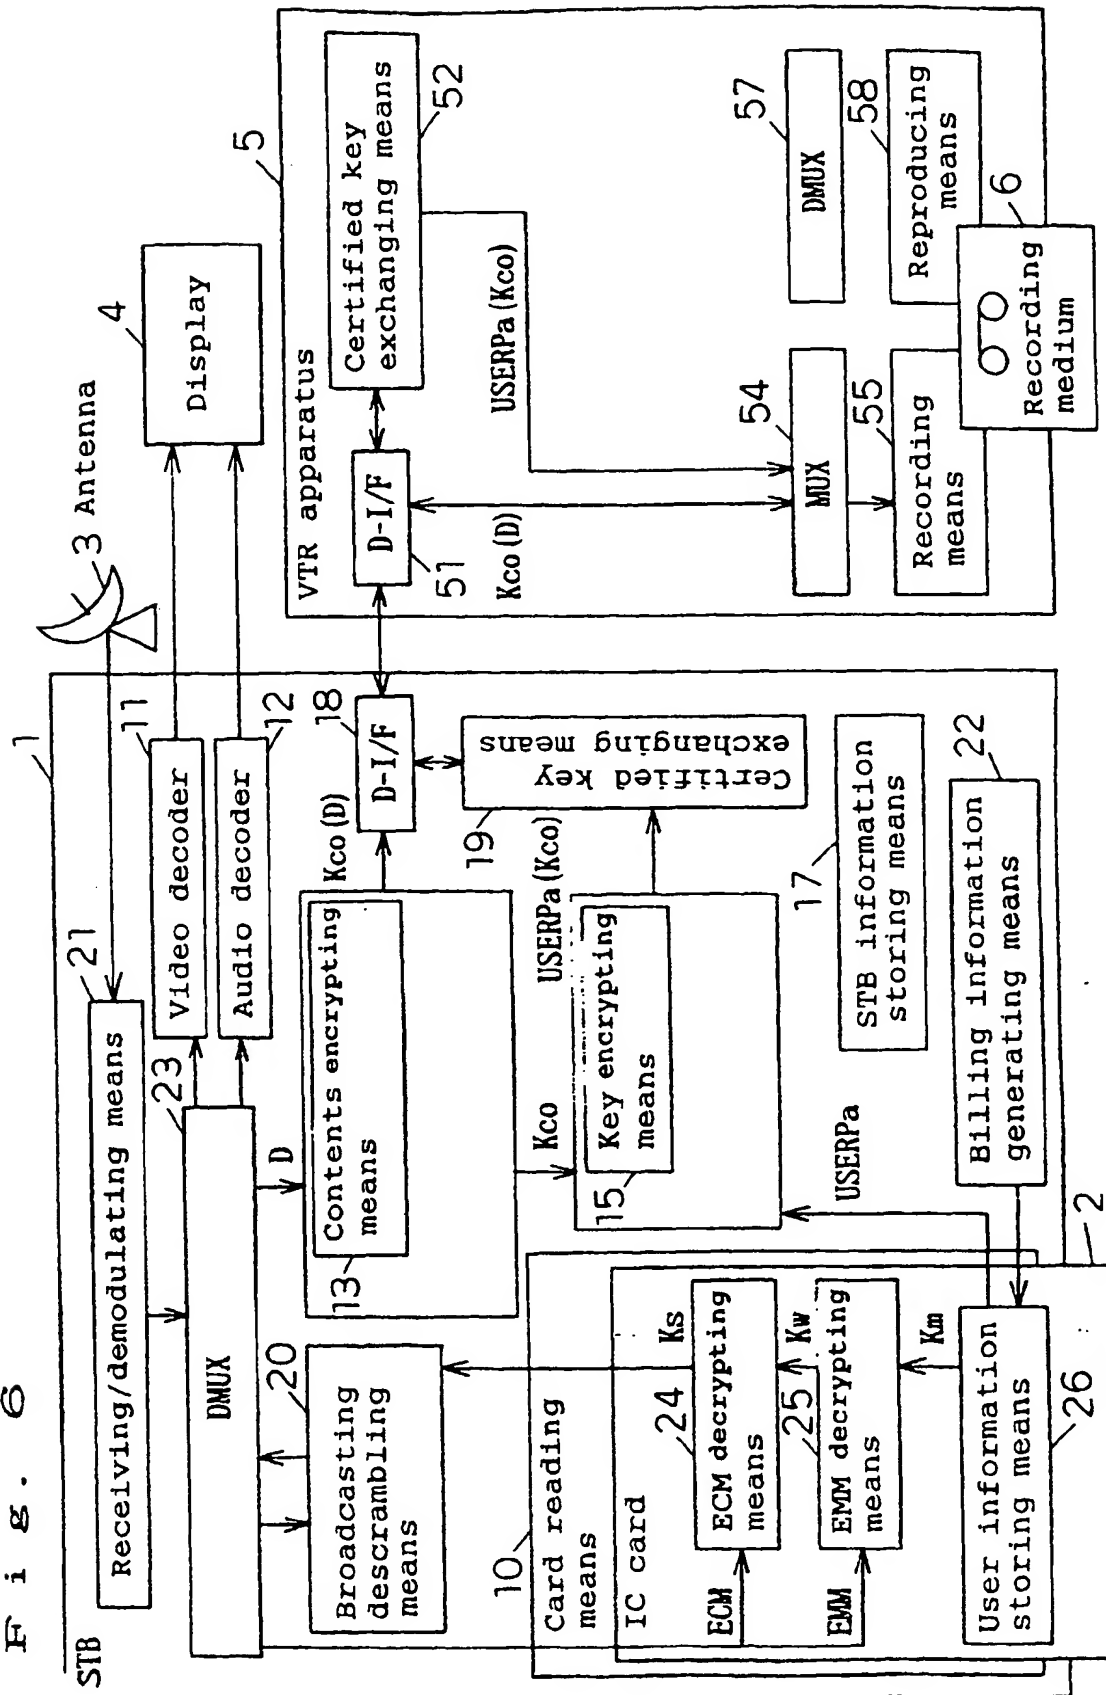 Fig. 6
STB
1
Receiving/demodulating means
21
3 Antenna
DMUX
23
Video decoder
11
Audio decoder
12
4
Display
Broadcasting
descrambling
means
20
D
Contents encrypting
means
13
Kco(D)
D-I/F
18
Certified key
exchanging means
19
Kco
USERPa(Kco)
Key encrypting
means
15
USERPa
STB information
storing means
17
Billing information
generating means
22
Card reading
means
10
IC card
2
ECM
ECM decrypting
means
24
Ks
EMM
EMM decrypting
means
25
Kw
Km
User information
storing means
26
VTR apparatus
5
D-I/F
51
Certified key
exchanging means
52
USERPa(Kco)
Kco(D)
MUX
54
DMUX
57
Recording
means
55
Reproducing
means
58
Recording
medium
6